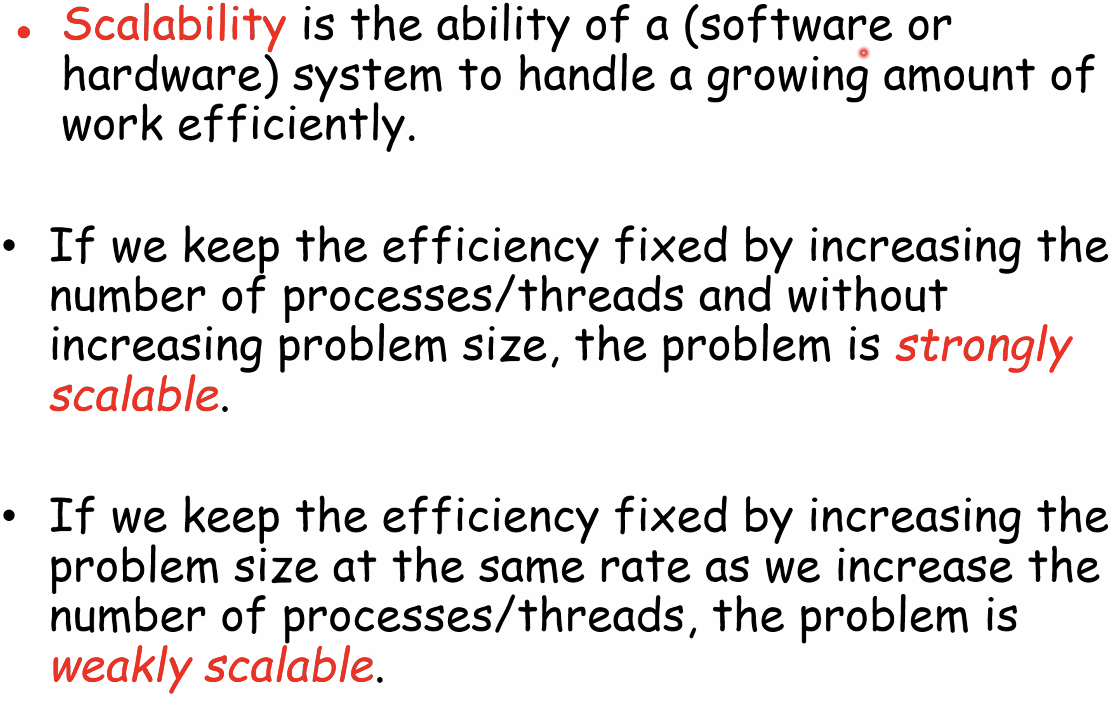 • Scalability is the ability of a (software or
hardware) system to handle a growing amount of
work efficiently.
• If we keep the efficiency fixed by increasing the
number of processes/threads and without
increasing problem size, the problem is strongly
scalable.
• If we keep the efficiency fixed by increasing the
problem size at the same rate as we increase the
number of processes/threads, the problem is
weakly scalable.